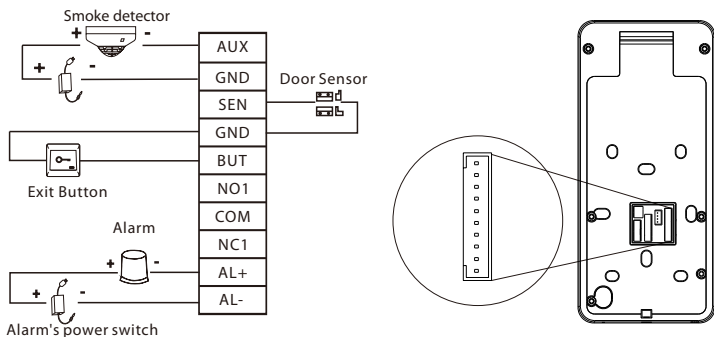 Smoke detector
+ -
+ -
AUX
GND
SEN
GND
BUT
NO1
COM
NC1
AL+
AL-
Door Sensor
Exit Button
Alarm
+ -
+ -
Alarm's power switch